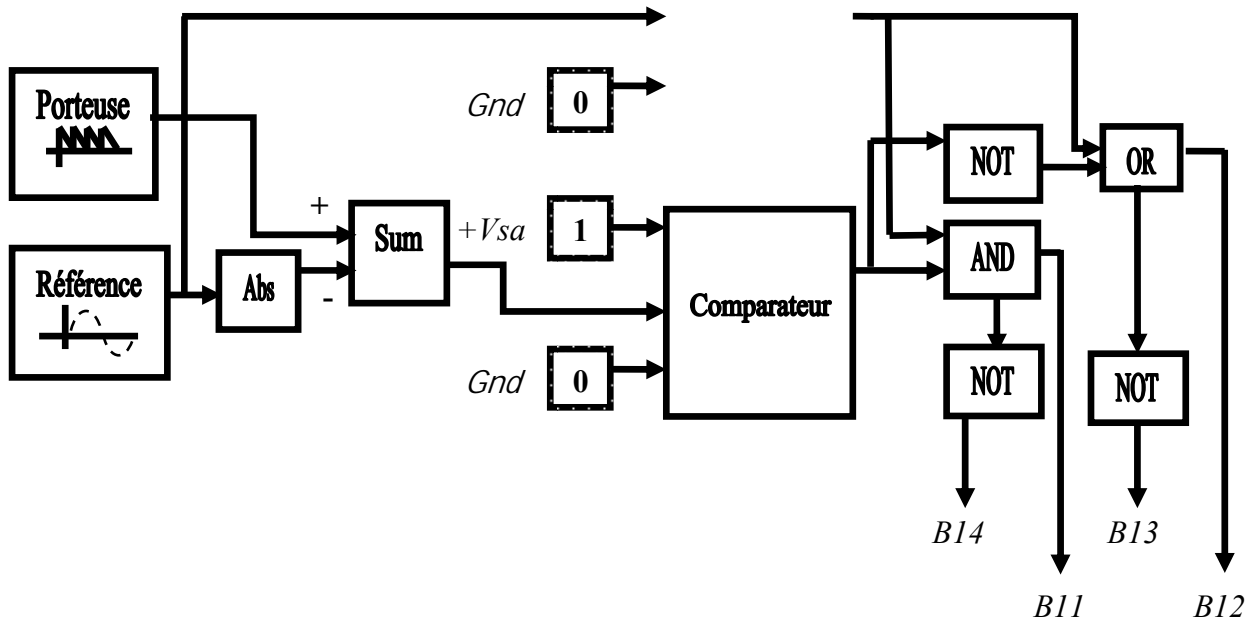 Porteuse
Gnd
0
NOT
OR
+
Sum
+Vsa
1
Référence
Abs
-
AND
Comparateur
Gnd
0
NOT
NOT
B14
B13
B11
B12